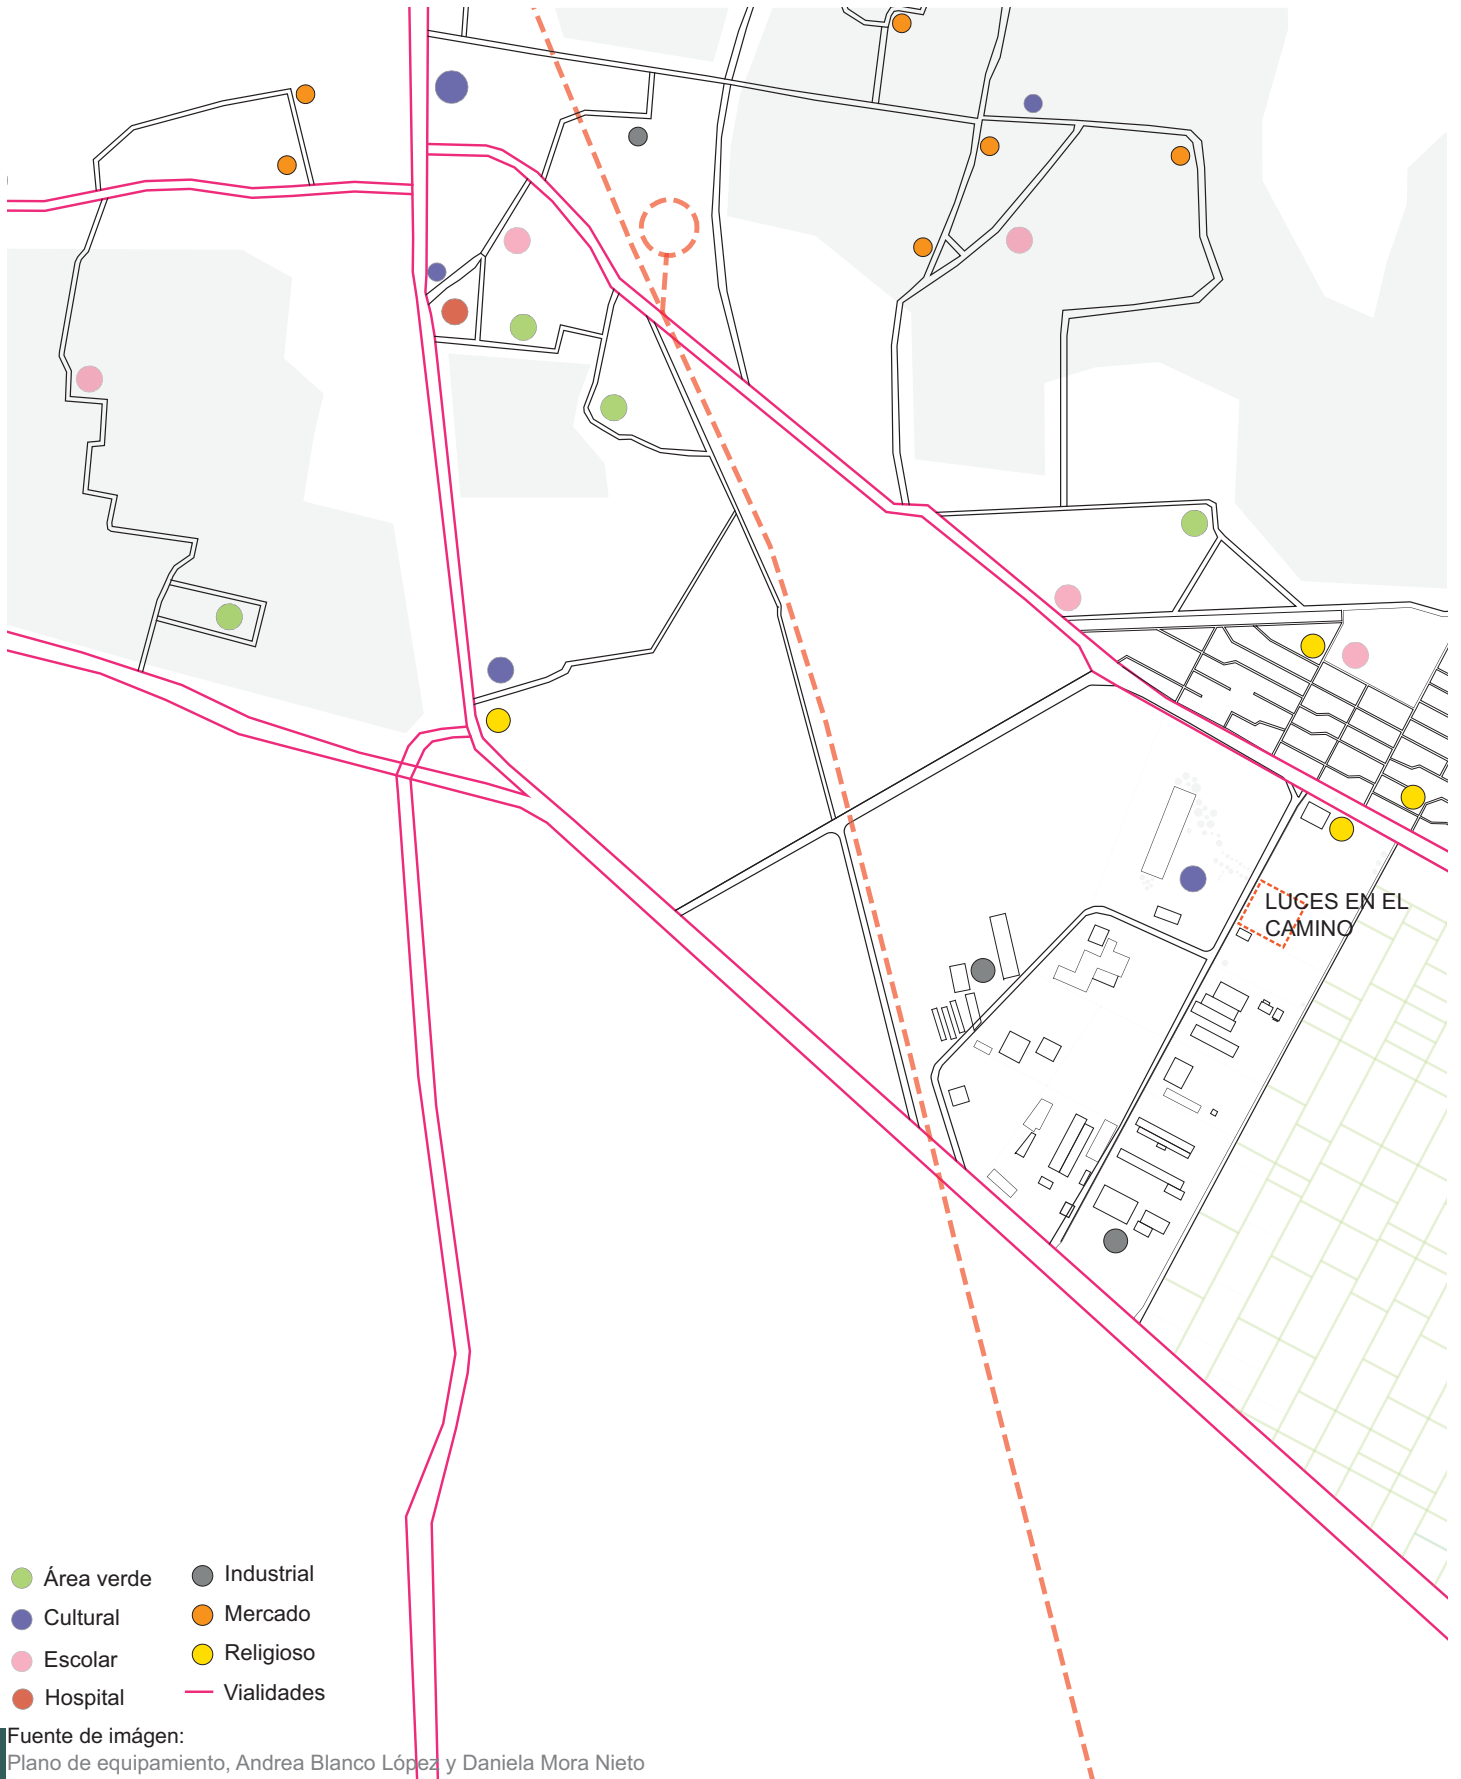 LUCES EN EL
CAMINO
Área verde
Cultural
Escolar
Hospital
Industrial
Mercado
Religioso
Vialidades
Fuente de imágen:
Plano de equipamiento, Andrea Blanco López y Daniela Mora Nieto